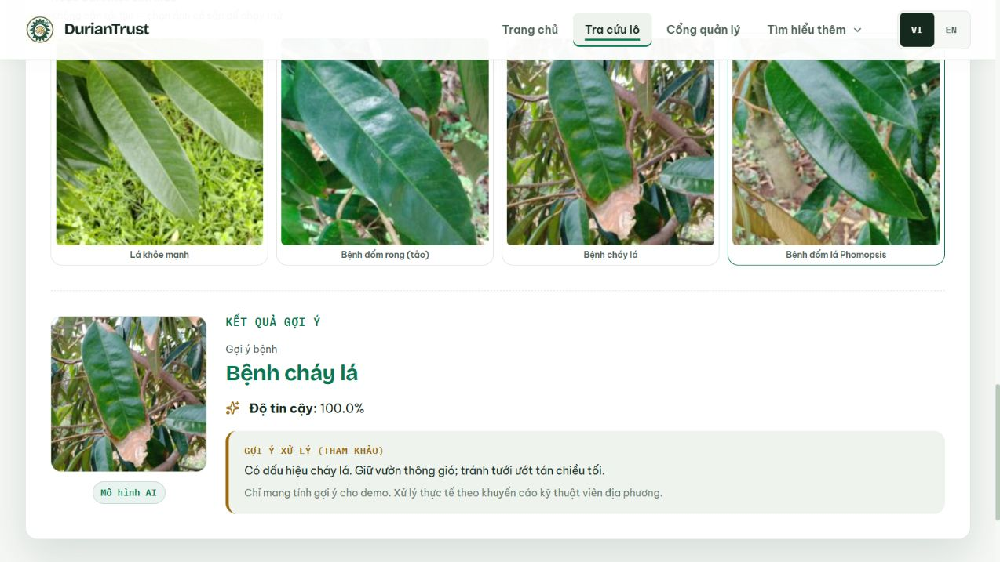 DurianTrust
Trang chủ
Tra cứu lô
Cổng quản lý
Tìm hiểu thêm
VI
EN
Lá khỏe mạnh
Bệnh đốm rong (tảo)
Bệnh cháy lá
Bệnh đốm lá Phomopsis
KẾT QUẢ GỢI Ý
Gợi ý bệnh
Bệnh cháy lá
Độ tin cậy: 100.0%
GỢI Ý XỬ LÝ (THAM KHẢO)
Có dấu hiệu cháy lá. Giữ vườn thông gió; tránh tưới ướt tán chiều tối.
Chỉ mang tính gợi ý cho demo. Xử lý thực tế theo khuyến cáo kỹ thuật viên địa phương.
Mô hình AI